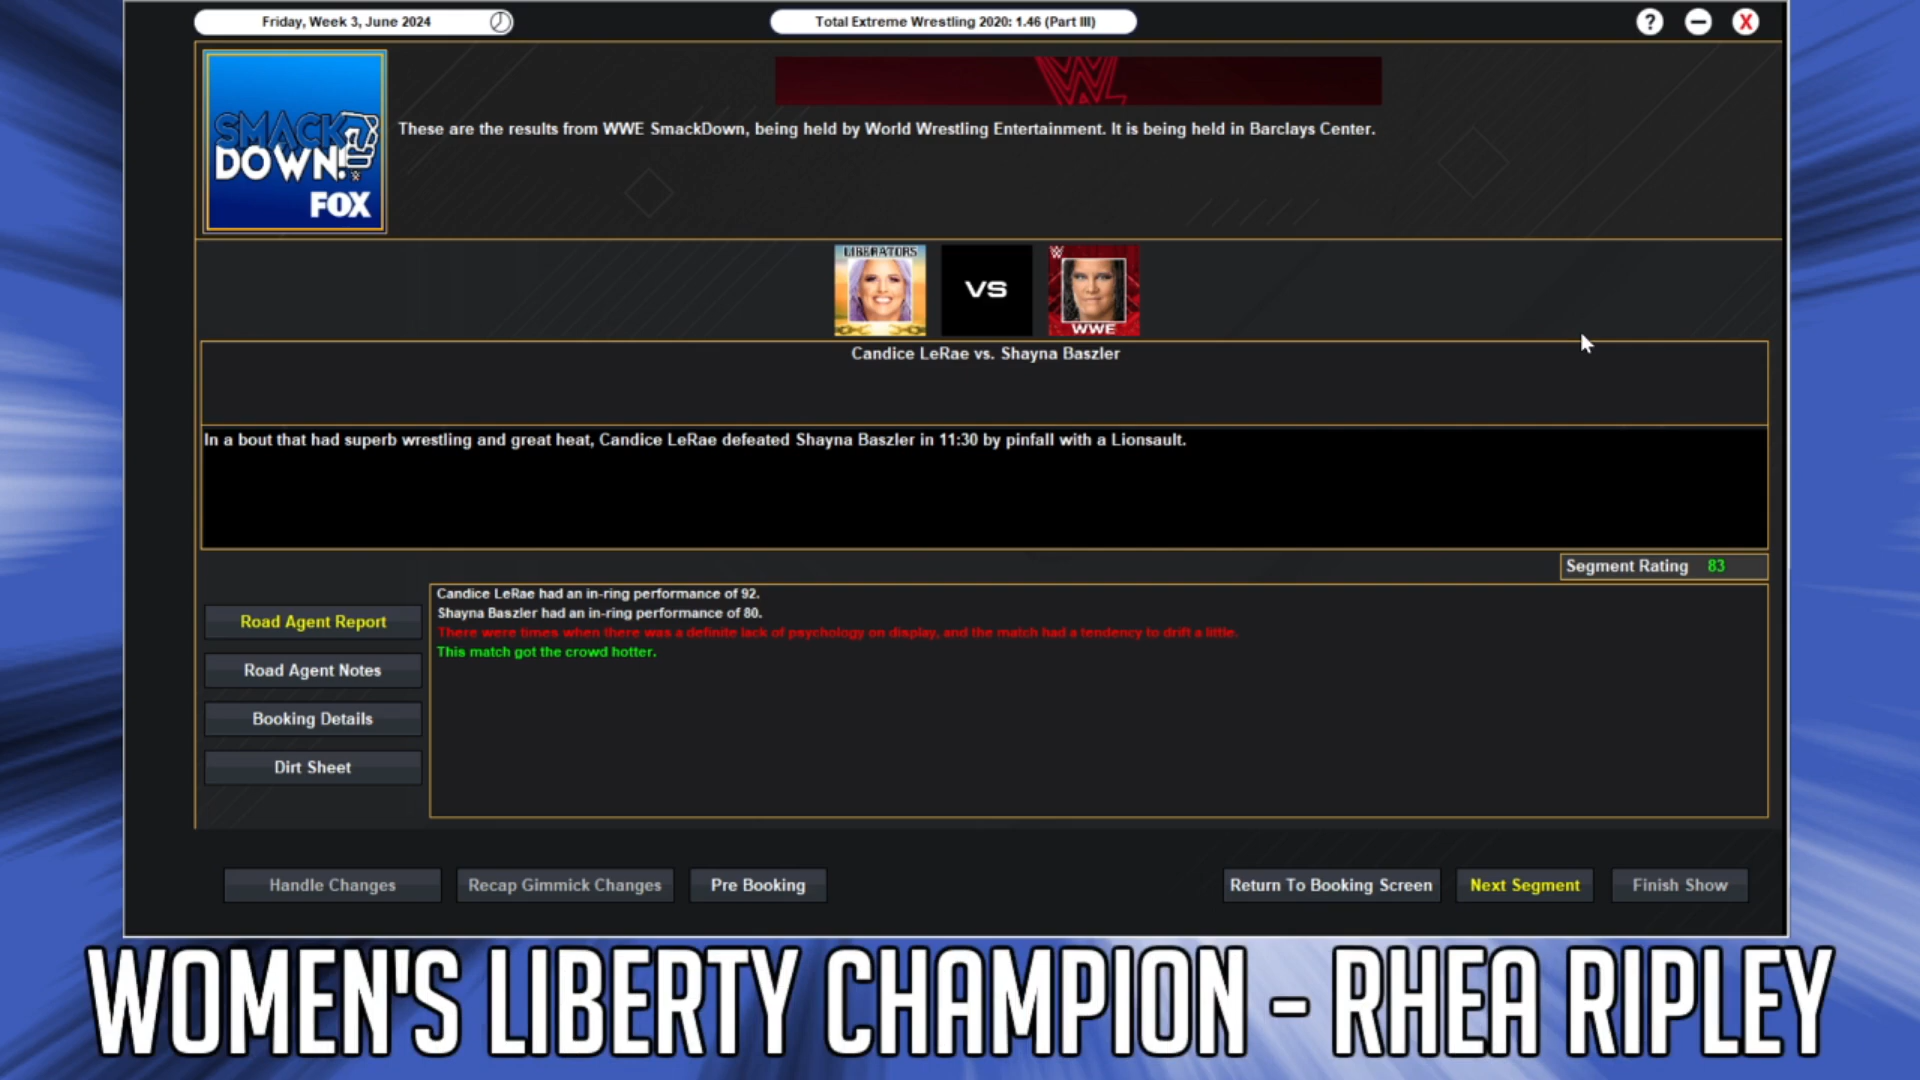 Friday, Week 3, June 2024
Total Extreme Wrestling 2020: 1.46 (Part III)
? X
SMACK
DOWN!
FOX
These are the results from WWE SmackDown, being held by World Wrestling Entertainment. It is being held in Barclays Center.
LIBERATORS
VS
WWE
Candice LeRae vs. Shayna Baszler
In a bout that had superb wrestling and great heat, Candice LeRae defeated Shayna Baszler in 11:30 by pinfall with a Lionsault.
Segment Rating 83
Road Agent Report
Road Agent Notes
Booking Details
Dirt Sheet
Candice LeRae had an in-ring performance of 92.
Shayna Baszler had an in-ring performance of 80.
There were times when there was a definite lack of psychology on display, and the match had a tendency to drift a little.
This match got the crowd hotter.
Handle Changes
Recap Gimmick Changes
Pre Booking
Return To Booking Screen
Next Segment
Finish Show
WOMEN'S LIBERTY CHAMPION - RHEA RIPLEY